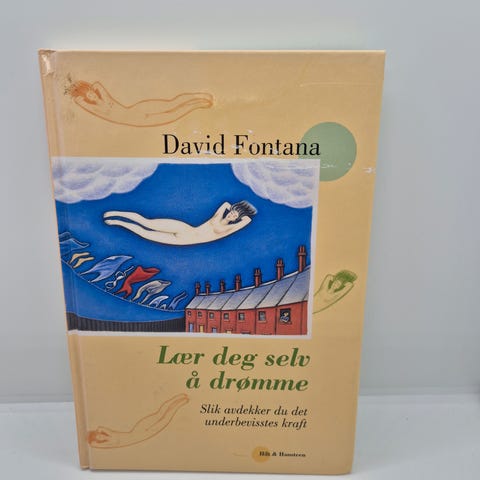 David Fontana
Lær deg selv
å drømme
Slik avdekker du det
underbevisstes kraft
Hilt & Hansteen